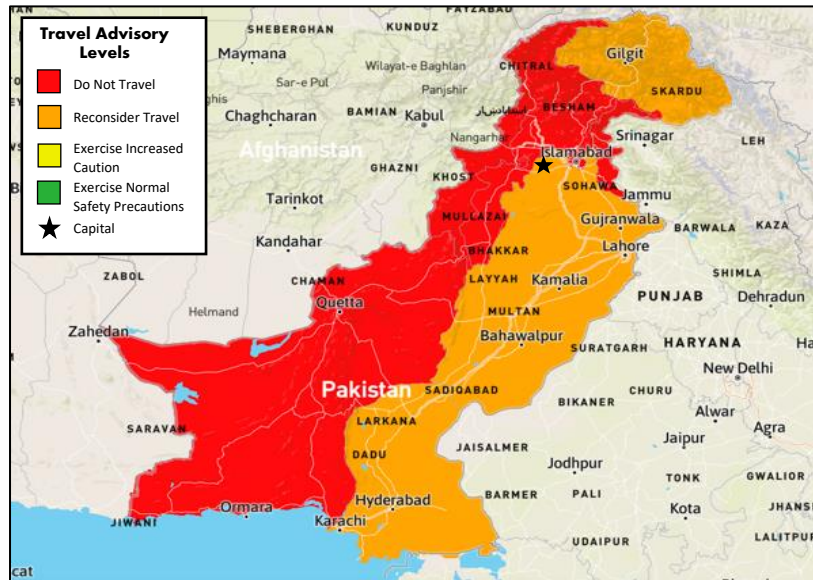 Travel Advisory
Levels
Do Not Travel
Reconsider Travel
Exercise Increased
Caution
Exercise Normal
Safety Precautions
Capital
SHEBERGHAN
KUNDUZ
FAYZABAD
Maymana
Wilayat-e Baghlan
CHITRAL
Gilgit
Sar-e Pul
Panjshir
SKARDU
ghis
Chaghcharan
BAMIAN
Kabul
BESHAM
Nangarhar
Srinagar
LEH
Afghanistan
Islamabad
GHAZNI
KHOST
SOHAWA
Jammu
Tarinkot
MULLAZAI
Gujranwala
BARWALA
KAZA
Kandahar
BHAKKAR
Lahore
ZABOL
CHAMAN
LAYYAH
Kamalia
SHIMLA
Helmand
Quetta
MULTAN
PUNJAB
Dehradun
Zahedan
Bahawalpur
SURATGARH
HARYANA
Ha
Pakistan
SADIQABAD
New Delhi
CHURU
BIKANER
SARAVAN
LARKANA
Alwar
Agra
DADU
JAISALMER
Jaipur
Jodhpur
TONK
GWALIOR
Hyderabad
BARMER
PALI
Kota
JHANSI
JIWANI
Ormara
Karachi
UDAIPUR
LALITPUR
cat